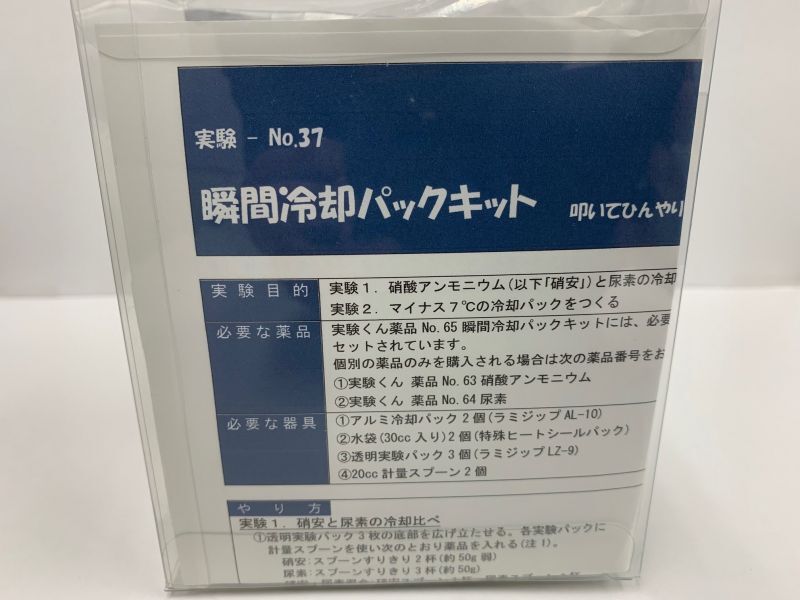 実験 - No.37
瞬間冷却パックキット 叩いてひんやり
実験目的
実験1．硝酸アンモニウム(以下「硝安」)と尿素の冷却
実験2．マイナス7℃の冷却パックをつくる
必要な薬品
実験くん薬品No.65 瞬間冷却パックキットには、必要
セットされています。
個別の薬品のみを購入される場合は次の薬品番号をお
①実験くん 薬品No.63 硝酸アンモニウム
②実験くん 薬品No.64 尿素
必要な器具
①アルミ冷却パック2個(ラミジップAL-10)
②水袋(30cc入り)2個(特殊ヒートシールパック)
③透明実験パック3個(ラミジップLZ-9)
④20cc計量スプーン2個
やり方
実験1．硝安と尿素の冷却比べ
①透明実験パック3枚の底部を広げ立たせる。各実験パックに
計量スプーンを使い次のとおり薬品を入れる(注1)。
硝安：スプーンすりきり2杯(約50g弱)
尿素：スプーンすりきり3杯(約50g)